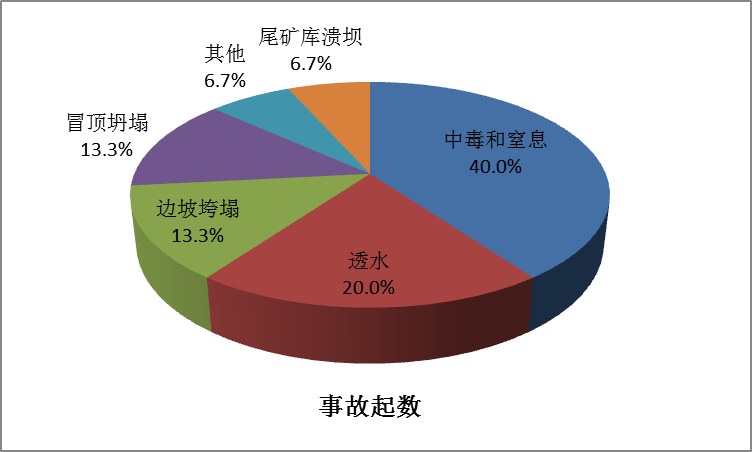 尾矿库溃坝
6.7%
其他
6.7%
冒顶坍塌
13.3%
中毒和窒息
40.0%
边坡垮塌
13.3%
透水
20.0%
事故起数